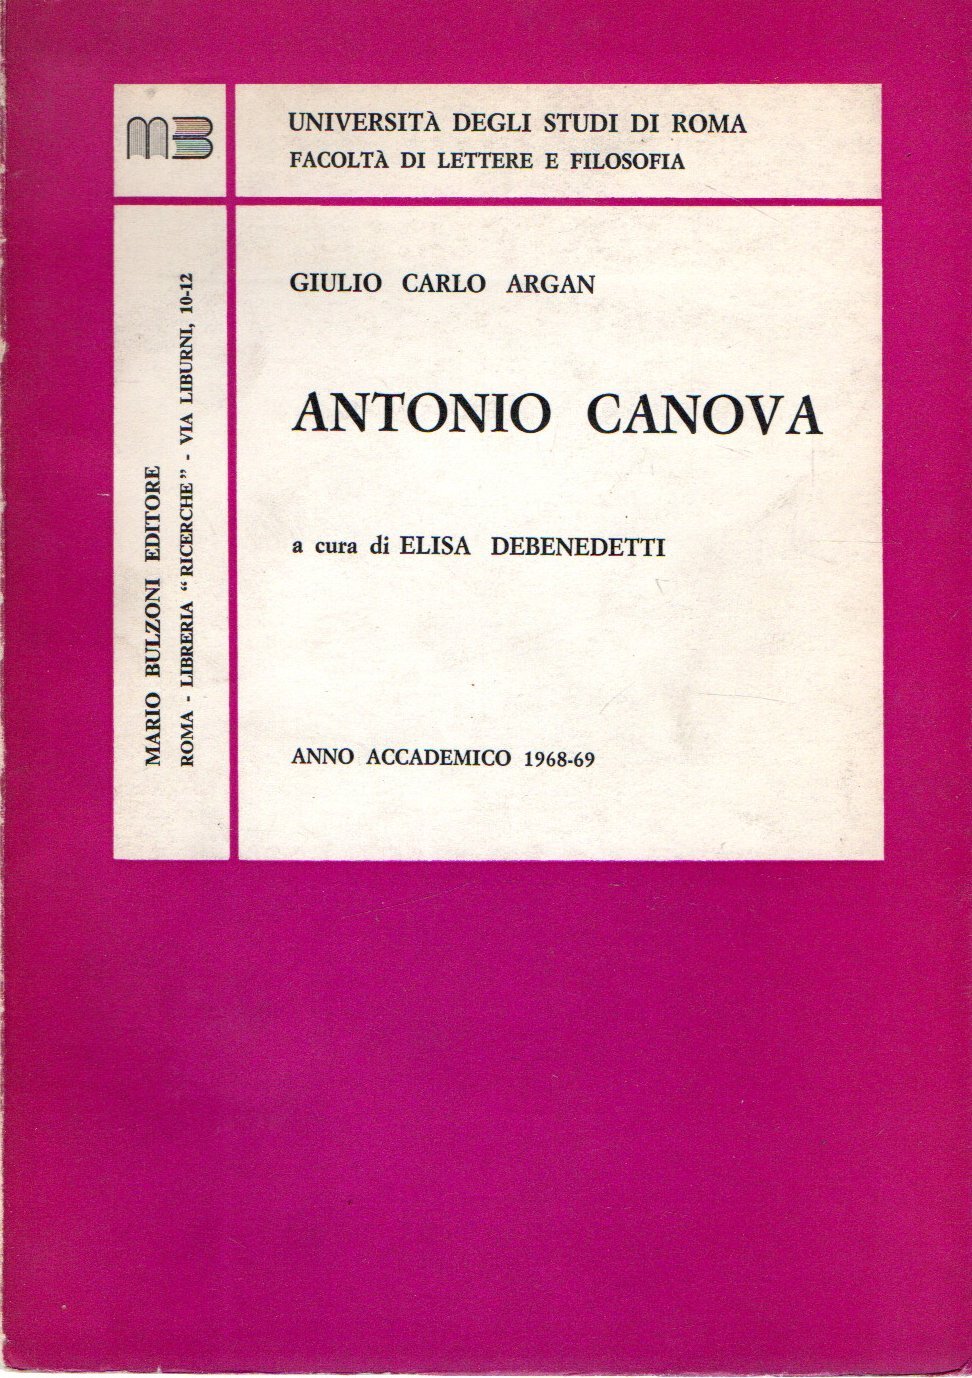 MB
UNIVERSITÀ DEGLI STUDI DI ROMA
FACOLTÀ DI LETTERE E FILOSOFIA
GIULIO CARLO ARGAN
ANTONIO CANOVA
a cura di ELISA DEBENEDETTI
ANNO ACCADEMICO 1968-69
MARIO BULZONI EDITORE
ROMA - LIBRERIA "RICERCHE" - VIA LIBURNI, 10-12